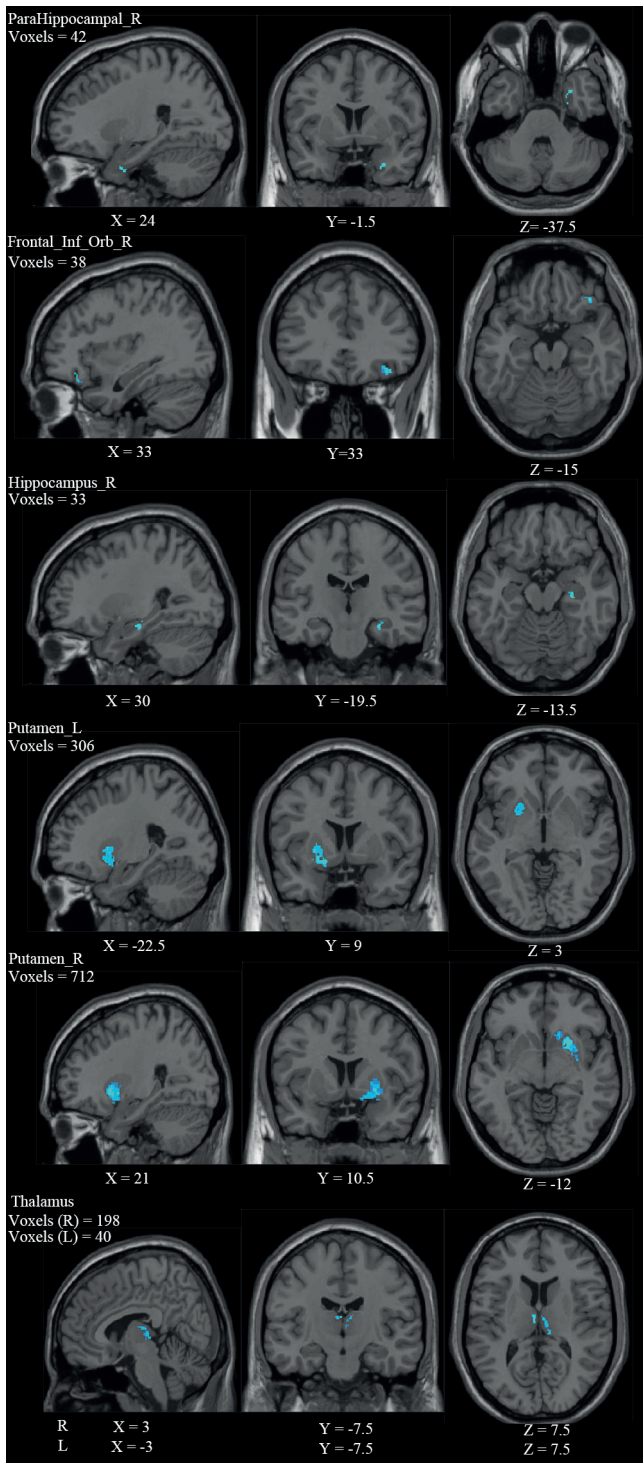 ParaHippocampal_R
Voxels = 42
X = 24 Y= -1.5 Z= -37.5
Frontal_Inf_Orb_R
Voxels = 38
X = 33 Y=33 Z = -15
Hippocampus_R
Voxels = 33
X = 30 Y = -19.5 Z = -13.5
Putamen_L
Voxels = 306
X = -22.5 Y = 9 Z = 3
Putamen_R
Voxels = 712
X = 21 Y = 10.5 Z = -12
Thalamus
Voxels (R) = 198
Voxels (L) = 40
R X = 3 Y = -7.5 Z = 7.5
L X = -3 Y = -7.5 Z = 7.5